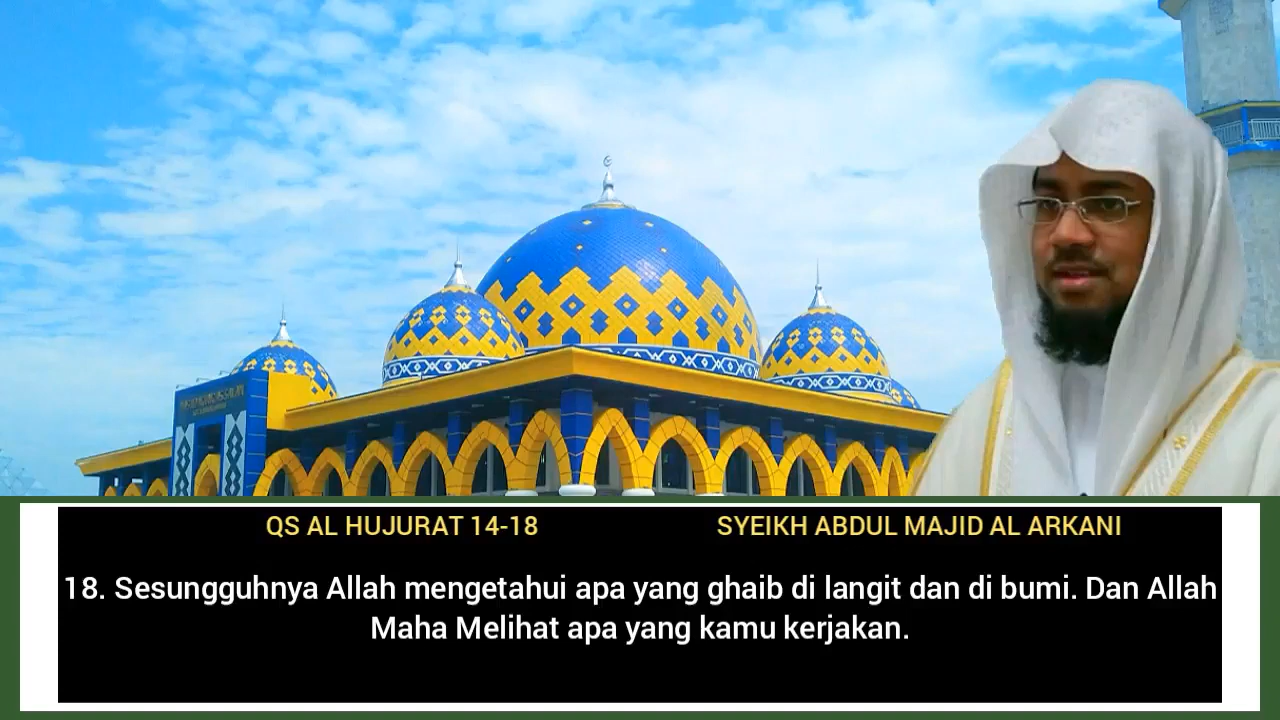 QS AL HUJURAT 14-18
SYEIKH ABDUL MAJID AL ARKANI
18. Sesungguhnya Allah mengetahui apa yang ghaib di langit dan di bumi. Dan Allah
Maha Melihat apa yang kamu kerjakan.